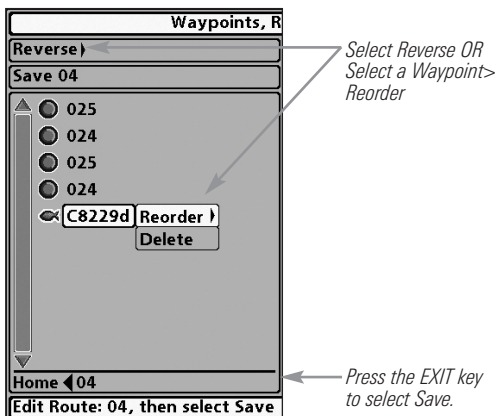 Waypoints, R
Reverse
Save 04
025
024
025
024
C8229d Reorder
Delete
Home 04
Edit Route: 04, then select Save
Select Reverse OR
Select a Waypoint>
Reorder
Press the EXIT key
to select Save.